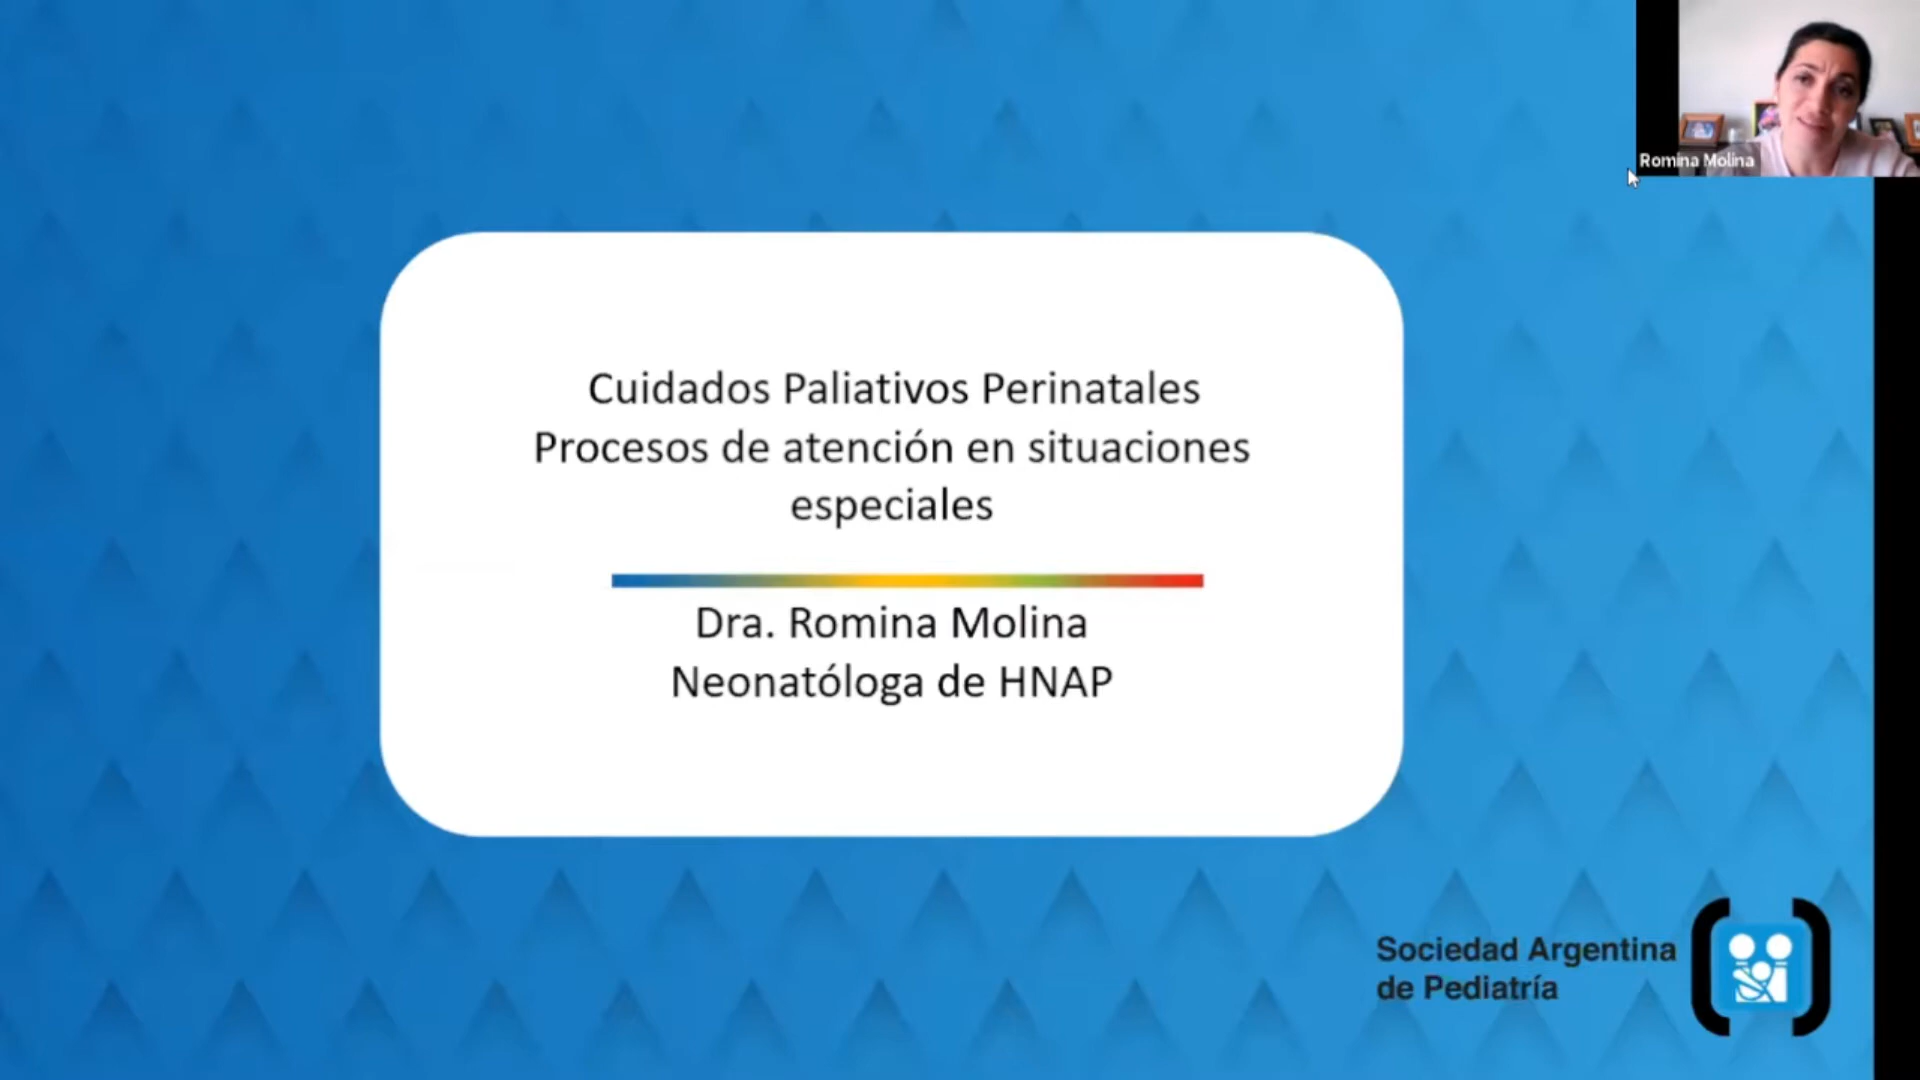 Romina Molina
Cuidados Paliativos Perinatales
Procesos de atención en situaciones
especiales
Dra. Romina Molina
Neonatóloga de HNAP
Sociedad Argentina
de Pediatría